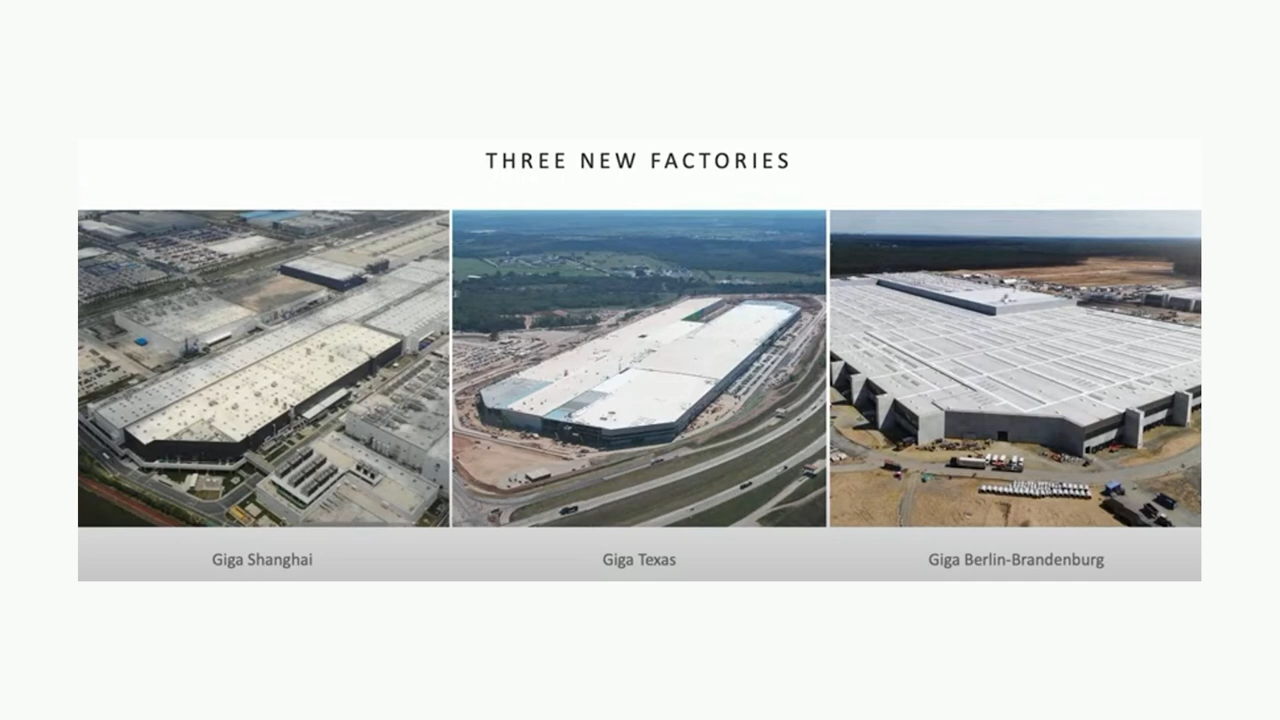 THREE NEW FACTORIES
Giga Shanghai
Giga Texas
Giga Berlin-Brandenburg